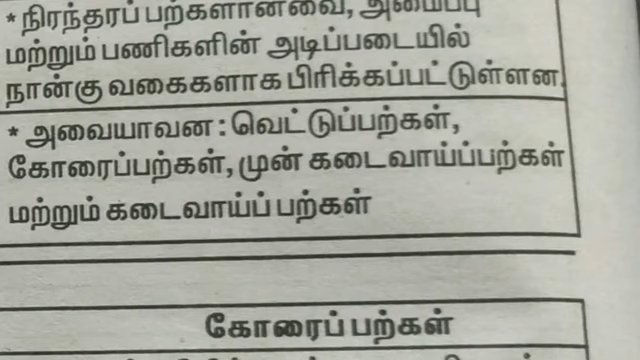 * நிரந்தரப் பற்களானவை, அமைப்பு
மற்றும் பணிகளின் அடிப்படையில்
நான்கு வகைகளாக பிரிக்கப்பட்டுள்ளன.
* அவையாவன : வெட்டுப்பற்கள்,
கோரைப்பற்கள், முன் கடைவாய்ப்பற்கள்
மற்றும் கடைவாய்ப் பற்கள்
கோரைப் பற்கள்